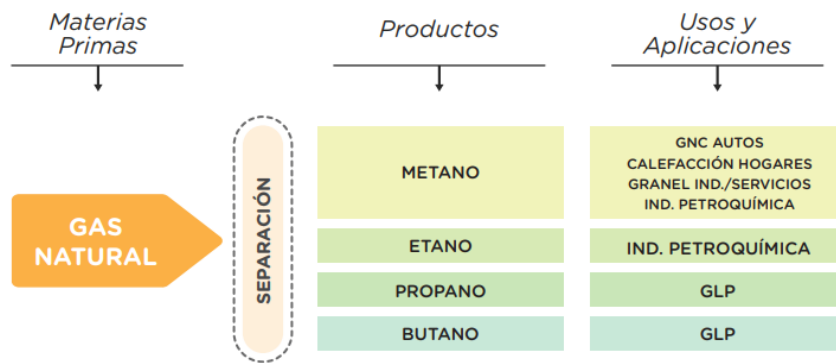 Materias
Primas
Productos
Usos y
Aplicaciones
GAS
NATURAL
SEPARACIÓN
METANO
GNC AUTOS
CALEFACCIÓN HOGARES
GRANEL IND./SERVICIOS
IND. PETROQUÍMICA
ETANO
IND. PETROQUÍMICA
PROPANO
GLP
BUTANO
GLP